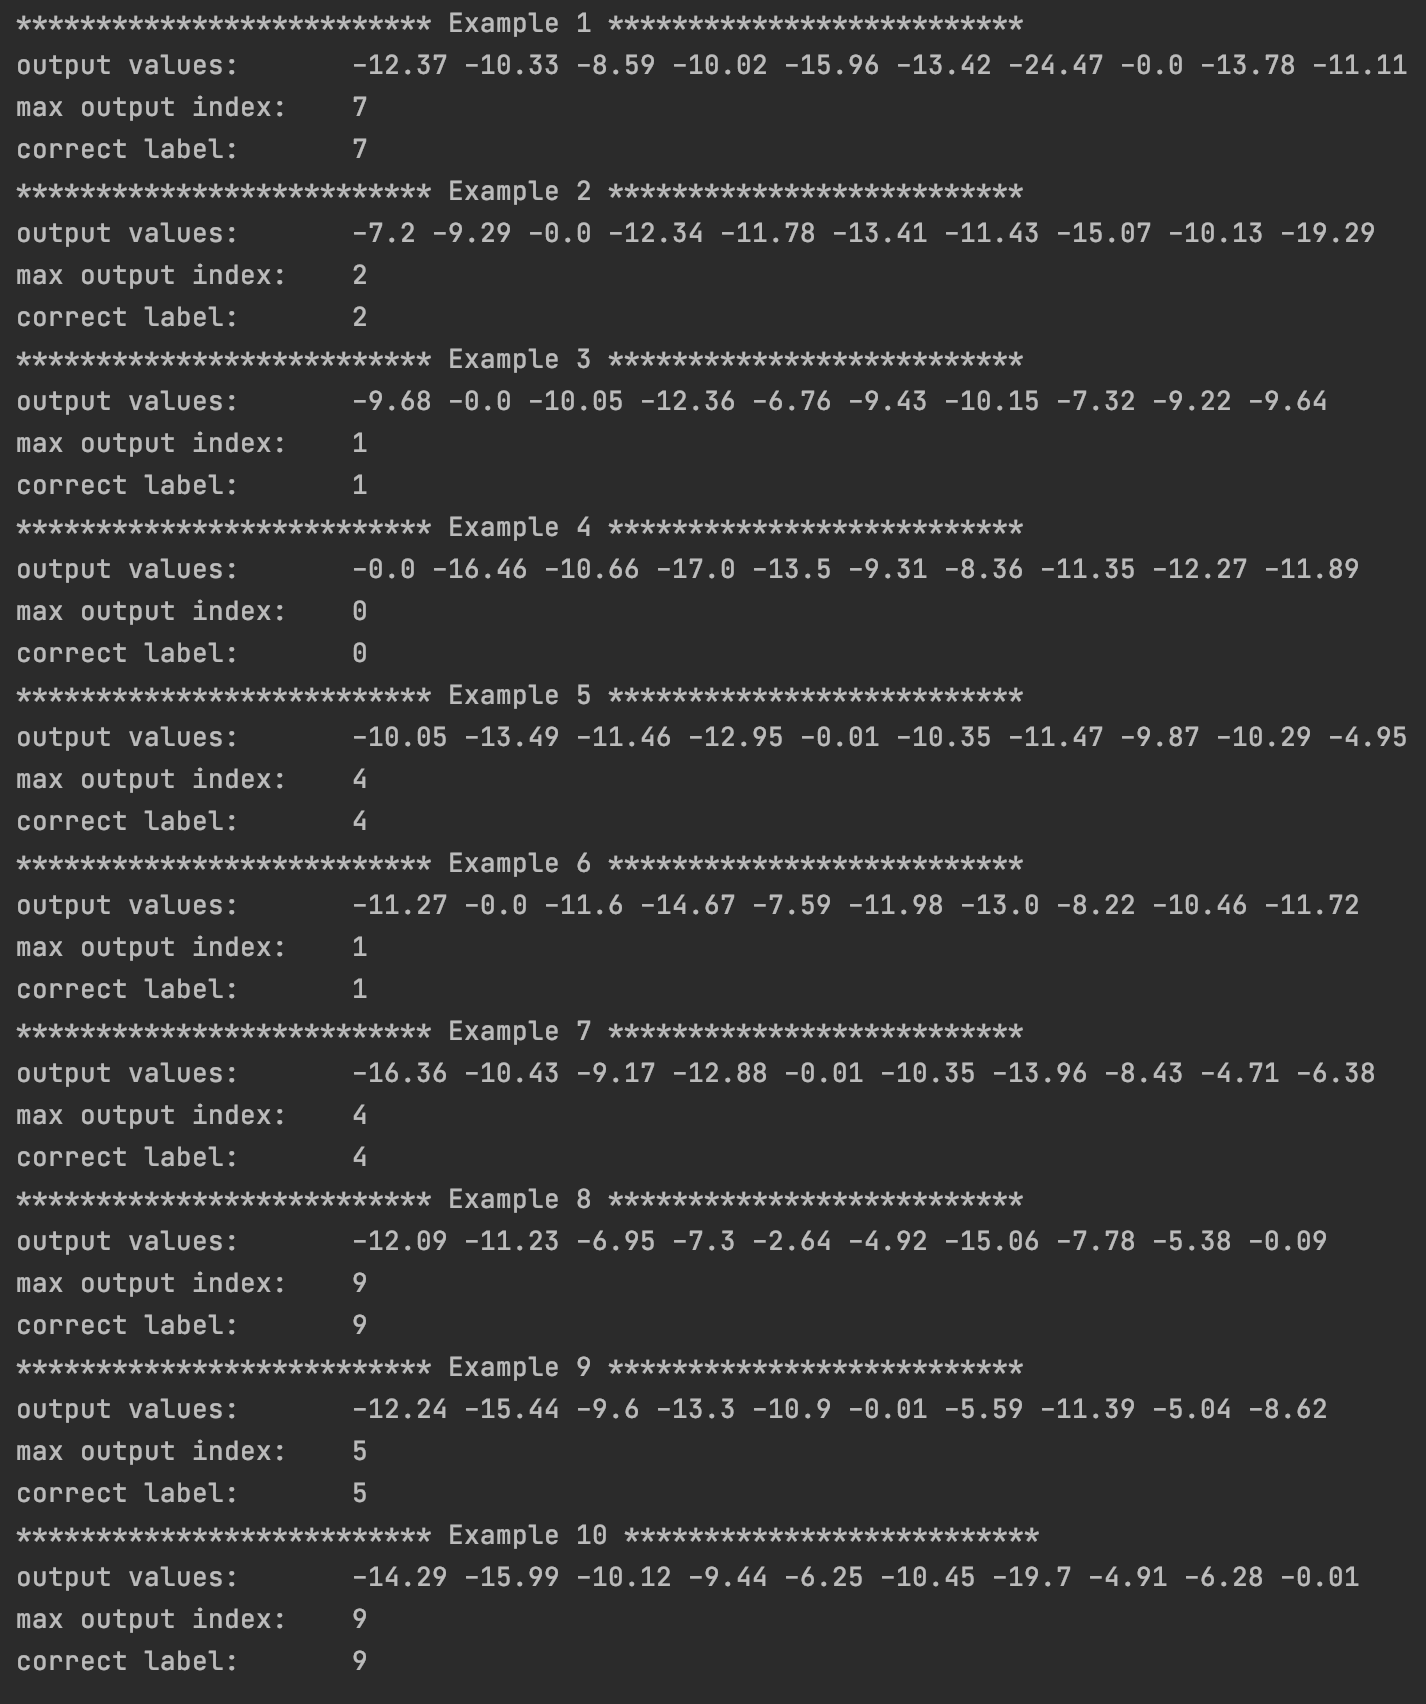 ************************** Example 1 **************************
output values: -12.37 -10.33 -8.59 -10.02 -15.96 -13.42 -24.47 -0.0 -13.78 -11.11
max output index: 7
correct label: 7
************************** Example 2 **************************
output values: -7.2 -9.29 -0.0 -12.34 -11.78 -13.41 -11.43 -15.07 -10.13 -19.29
max output index: 2
correct label: 2
************************** Example 3 **************************
output values: -9.68 -0.0 -10.05 -12.36 -6.76 -9.43 -10.15 -7.32 -9.22 -9.64
max output index: 1
correct label: 1
************************** Example 4 **************************
output values: -0.0 -16.46 -10.66 -17.0 -13.5 -9.31 -8.36 -11.35 -12.27 -11.89
max output index: 0
correct label: 0
************************** Example 5 **************************
output values: -10.05 -13.49 -11.46 -12.95 -0.01 -10.35 -11.47 -9.87 -10.29 -4.95
max output index: 4
correct label: 4
************************** Example 6 **************************
output values: -11.27 -0.0 -11.6 -14.67 -7.59 -11.98 -13.0 -8.22 -10.46 -11.72
max output index: 1
correct label: 1
************************** Example 7 **************************
output values: -16.36 -10.43 -9.17 -12.88 -0.01 -10.35 -13.96 -8.43 -4.71 -6.38
max output index: 4
correct label: 4
************************** Example 8 **************************
output values: -12.09 -11.23 -6.95 -7.3 -2.64 -4.92 -15.06 -7.78 -5.38 -0.09
max output index: 9
correct label: 9
************************** Example 9 **************************
output values: -12.24 -15.44 -9.6 -13.3 -10.9 -0.01 -5.59 -11.39 -5.04 -8.62
max output index: 5
correct label: 5
************************** Example 10 **************************
output values: -14.29 -15.99 -10.12 -9.44 -6.25 -10.45 -19.7 -4.91 -6.28 -0.01
max output index: 9
correct label: 9